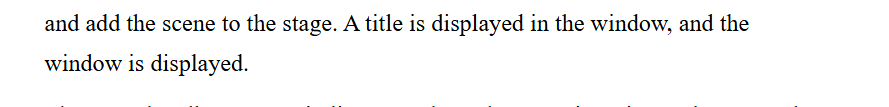 and add the scene to the stage. A title is displayed in the window, and the
window is displayed.